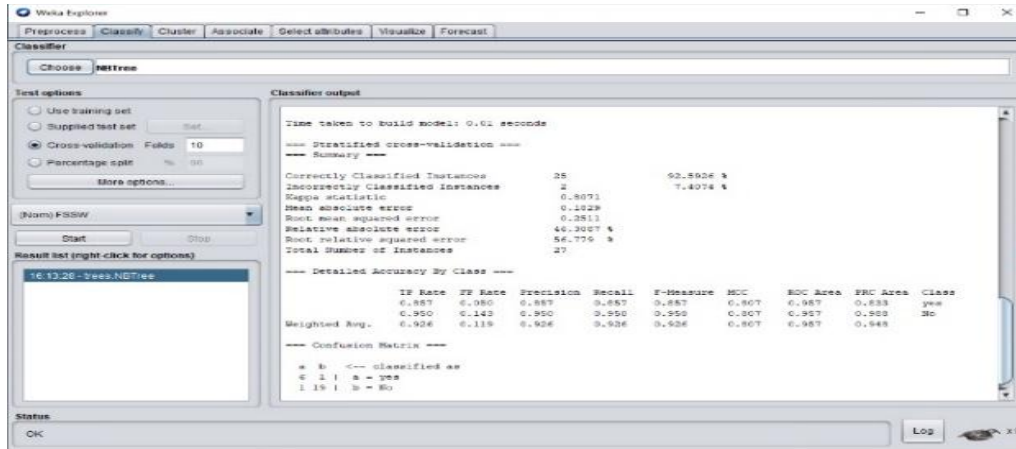 Weka Explorer
Preprocess Classify Cluster Associate Select attributes Visualize Forecast
Classifier
Choose NBTree
Test options
Use training set
Supplied test set Set...
Cross-validation Folds 10
Percentage split %
More options...
(Nom) FSSW
Start Stop
Result list (right-click for options)
16:13:28 - trees.NBTree
Classifier output
Time taken to build model: 0.01 seconds
=== Stratified cross-validation ===
=== Summary ===
Correctly Classified Instances 25 92.5926 %
Incorrectly Classified Instances 2 7.4074 %
Kappa statistic 0.8071
Mean absolute error 0.1829
Root mean squared error 0.2511
Relative absolute error 46.3087 %
Root relative squared error 56.779 %
Total Number of Instances 27
=== Detailed Accuracy By Class ===
TP Rate FP Rate Precision Recall F-Measure MCC ROC Area PRC Area Class
0.857 0.050 0.857 0.857 0.857 0.807 0.957 yes
0.950 0.143 0.950 0.950 0.950 0.807 0.957 0.988 No
Weighted Avg. 0.926 0.119 0.926 0.926 0.926 0.807 0.957 0.948
=== Confusion Matrix ===
a b <-- classified as
6 1 | a = yes
1 19 | b = No
Status
OK
Log